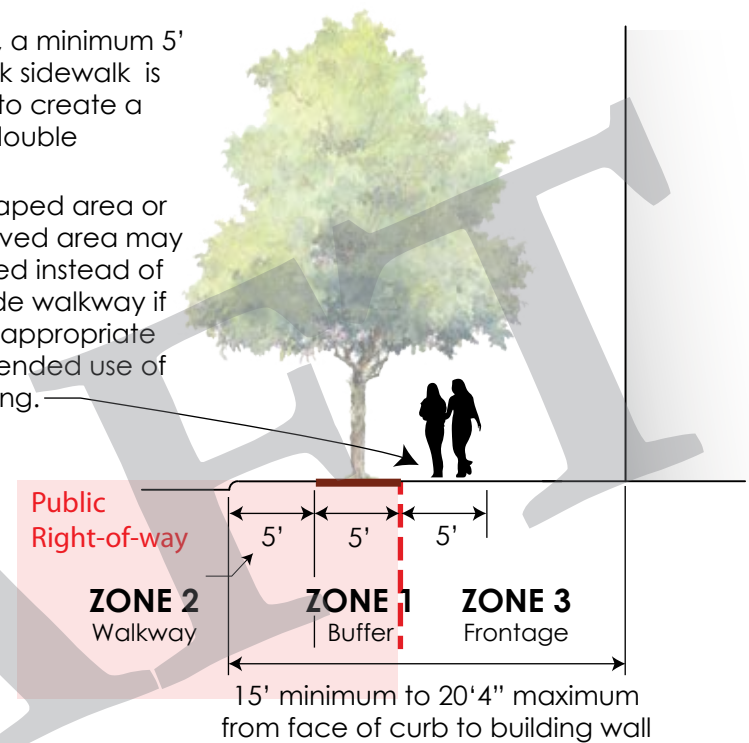 , a minimum 5’
k sidewalk is
to create a
double
aped area or
ved area may
ed instead of
de walkway if
appropriate
ended use of
ng.
Public
Right-of-way
5’ 5’ 5’
ZONE 2 ZONE 1 ZONE 3
Walkway Buffer Frontage
15’ minimum to 20‘4” maximum
from face of curb to building wall